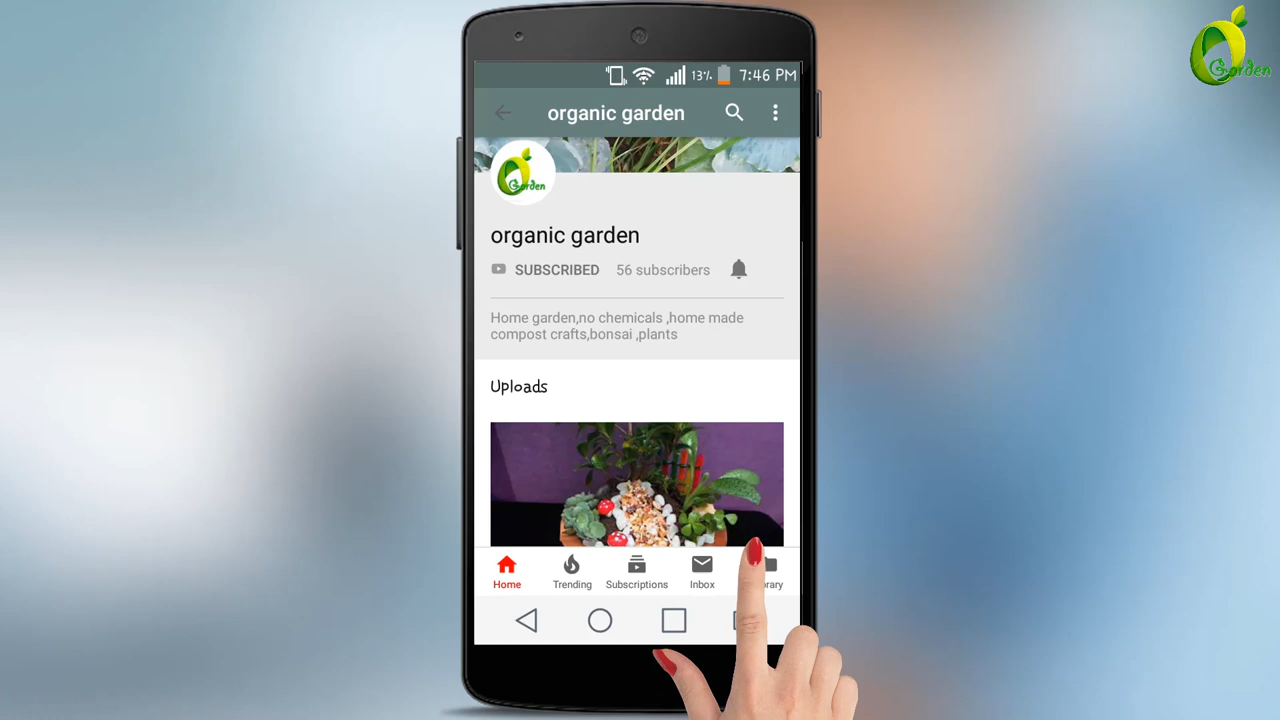 Garden
13% 7:46 PM
organic garden
Garden
organic garden
SUBSCRIBED 56 subscribers
Home garden,no chemicals ,home made
compost crafts,bonsai ,plants
Uploads
Home Trending Subscriptions Inbox brary